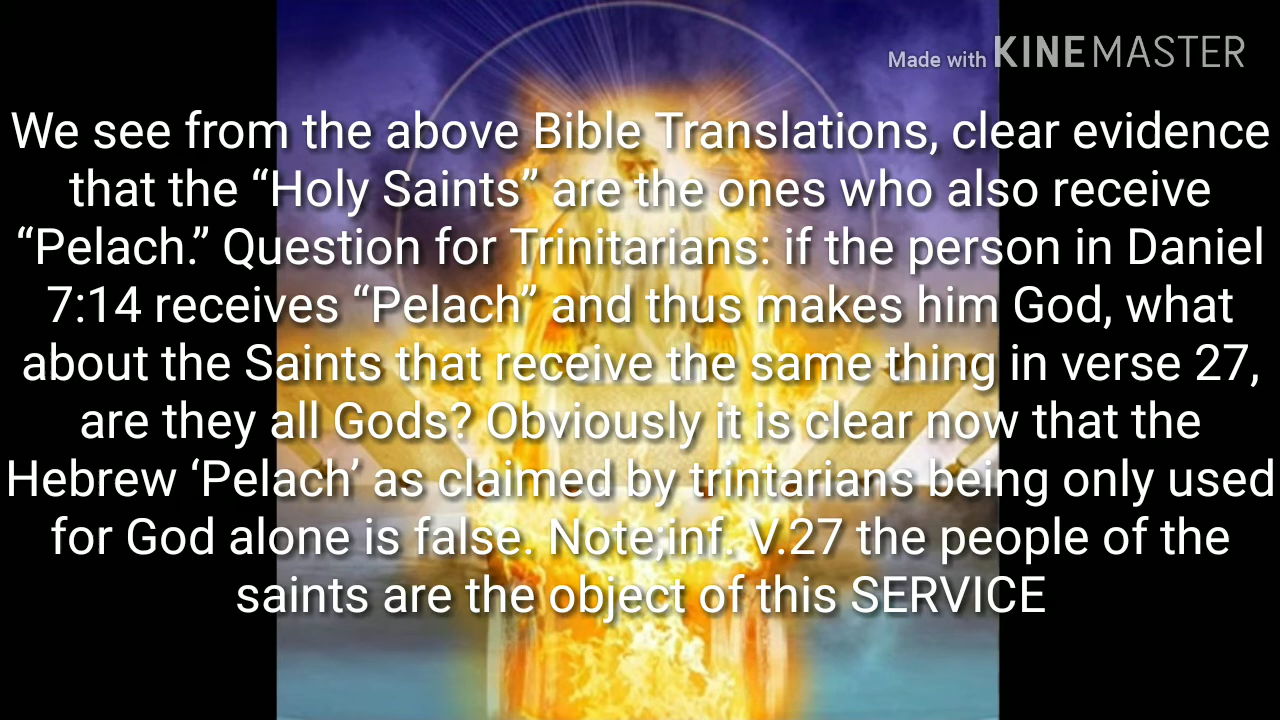 Made with KINEMASTER
We see from the above Bible Translations, clear evidence
that the “Holy Saints” are the ones who also receive
“Pelach.” Question for Trinitarians: if the person in Daniel
7:14 receives “Pelach” and thus makes him God, what
about the Saints that receive the same thing in verse 27,
are they all Gods? Obviously it is clear now that the
Hebrew ‘Pelach’ as claimed by trintarians being only used
for God alone is false. Note;inf. V.27 the people of the
saints are the object of this SERVICE